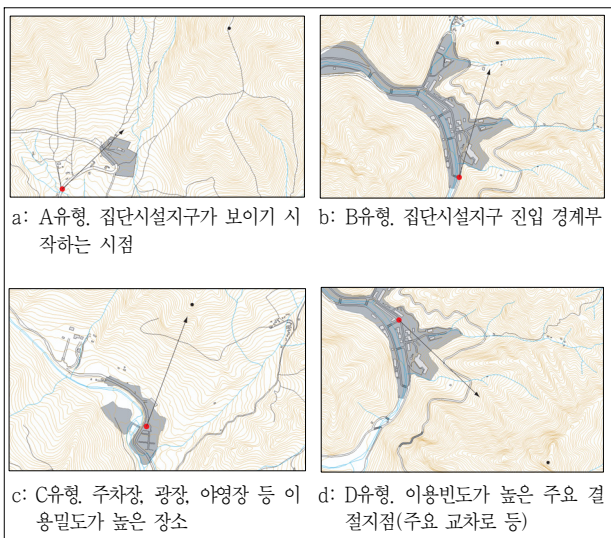 a: A유형. 집단시설지구가 보이기 시
작하는 시점
b: B유형. 집단시설지구 진입 경계부
c: C유형. 주차장, 광장, 야영장 등 이
용밀도가 높은 장소
d: D유형. 이용빈도가 높은 주요 결
절지점(주요 교차로 등)